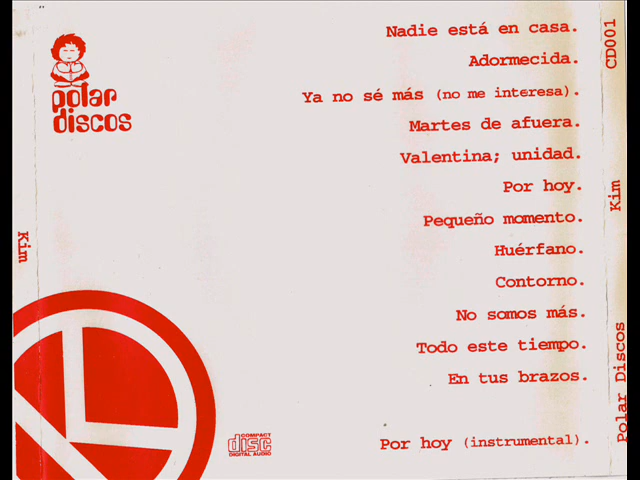 polar
discos
Nadie está en casa.
Adormecida.
Ya no sé más (no me interesa).
Martes de afuera.
Valentina; unidad.
Por hoy.
Pequeño momento.
Huérfano.
Contorno.
No somos más.
Todo este tiempo.
En tus brazos.
Por hoy (instrumental).
COMPACT
disc
DIGITAL AUDIO
Kim
CD001
Kim
Polar Discos